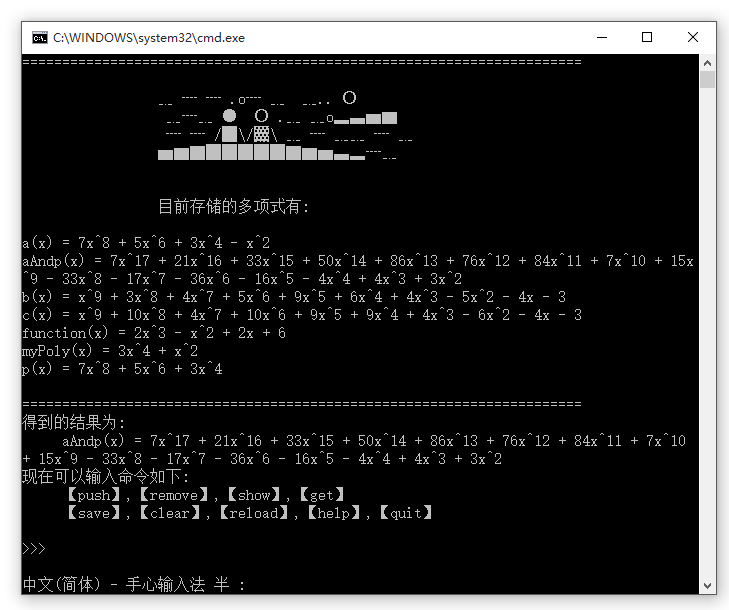 C:\WINDOWS\system32\cmd.exe
======================================================================
目前存储的多项式有:
a(x) = 7x^8 + 5x^6 + 3x^4 - x^2
aAndp(x) = 7x^17 + 21x^16 + 33x^15 + 50x^14 + 86x^13 + 76x^12 + 84x^11 + 7x^10 + 15x
^9 - 33x^8 - 17x^7 - 36x^6 - 16x^5 - 4x^4 + 4x^3 + 3x^2
b(x) = x^9 + 3x^8 + 4x^7 + 5x^6 + 9x^5 + 6x^4 + 4x^3 - 5x^2 - 4x - 3
c(x) = x^9 + 10x^8 + 4x^7 + 10x^6 + 9x^5 + 9x^4 + 4x^3 - 6x^2 - 4x - 3
function(x) = 2x^3 - x^2 + 2x + 6
myPoly(x) = 3x^4 + x^2
p(x) = 7x^8 + 5x^6 + 3x^4
======================================================================
得到的结果为:
aAndp(x) = 7x^17 + 21x^16 + 33x^15 + 50x^14 + 86x^13 + 76x^12 + 84x^11 + 7x^10
+ 15x^9 - 33x^8 - 17x^7 - 36x^6 - 16x^5 - 4x^4 + 4x^3 + 3x^2
现在可以输入命令如下:
【push】,【remove】,【show】,【get】
【save】,【clear】,【reload】,【help】,【quit】
>>>
中文(简体) - 手心输入法 半 :